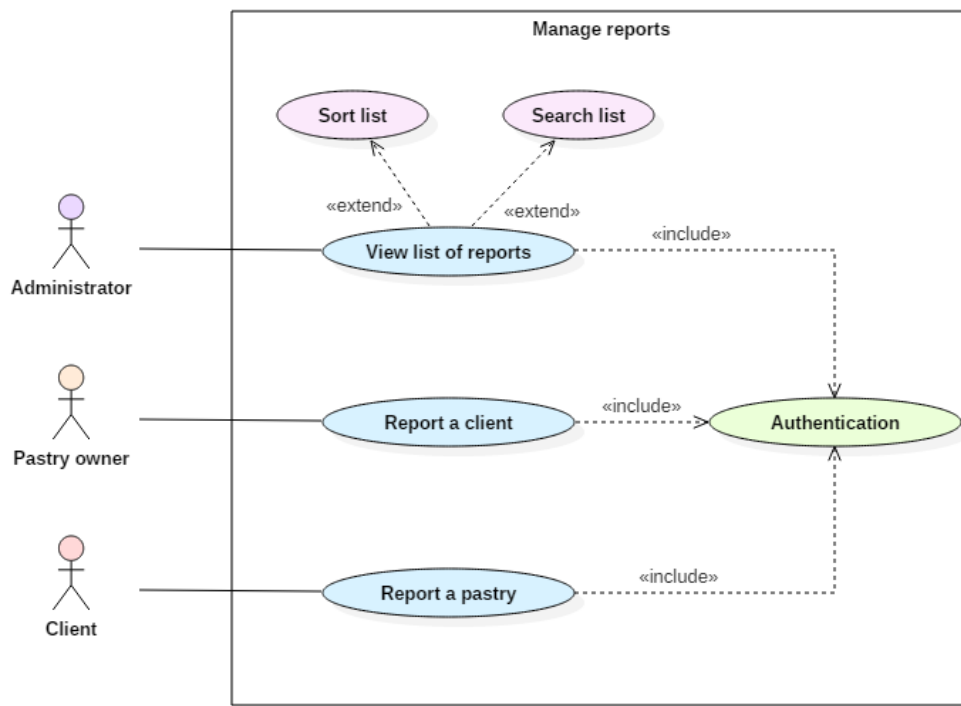 Manage reports
Sort list
Search list
«extend»
«extend»
«include»
View list of reports
Administrator
«include»
Report a client
Authentication
Pastry owner
«include»
Report a pastry
Client